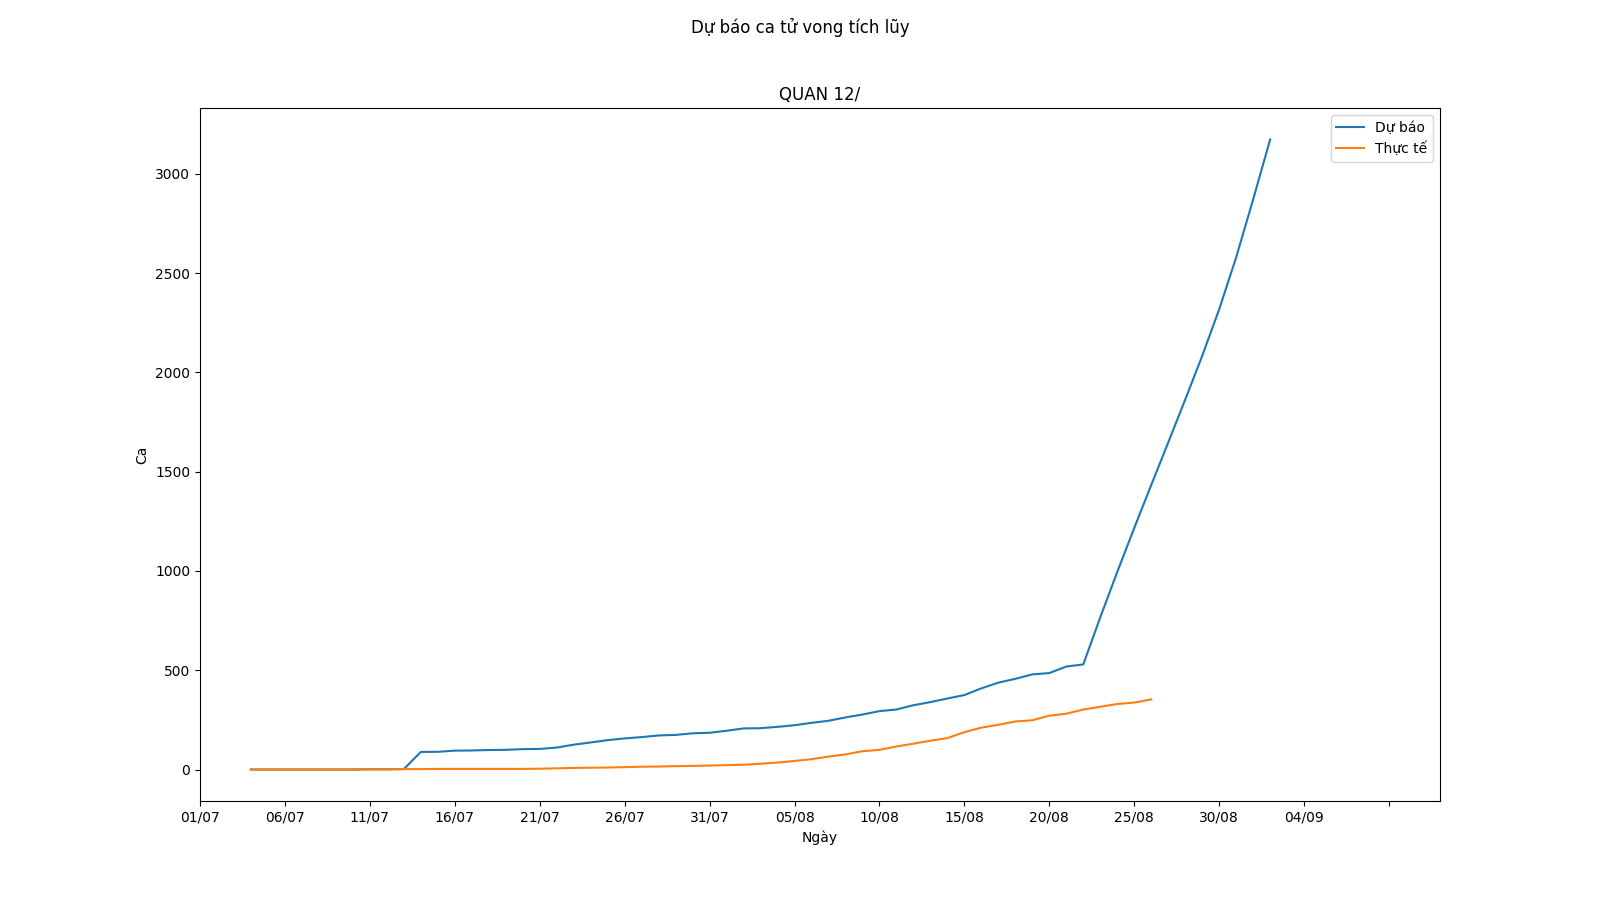 Dự báo ca tử vong tích lũy
QUAN 12/
Dự báo
Thực tế
3000
2500
2000
1500
1000
500
0
Ca
01/07 06/07 11/07 16/07 21/07 26/07 31/07 05/08 10/08 15/08 20/08 25/08 30/08 04/09
Ngày